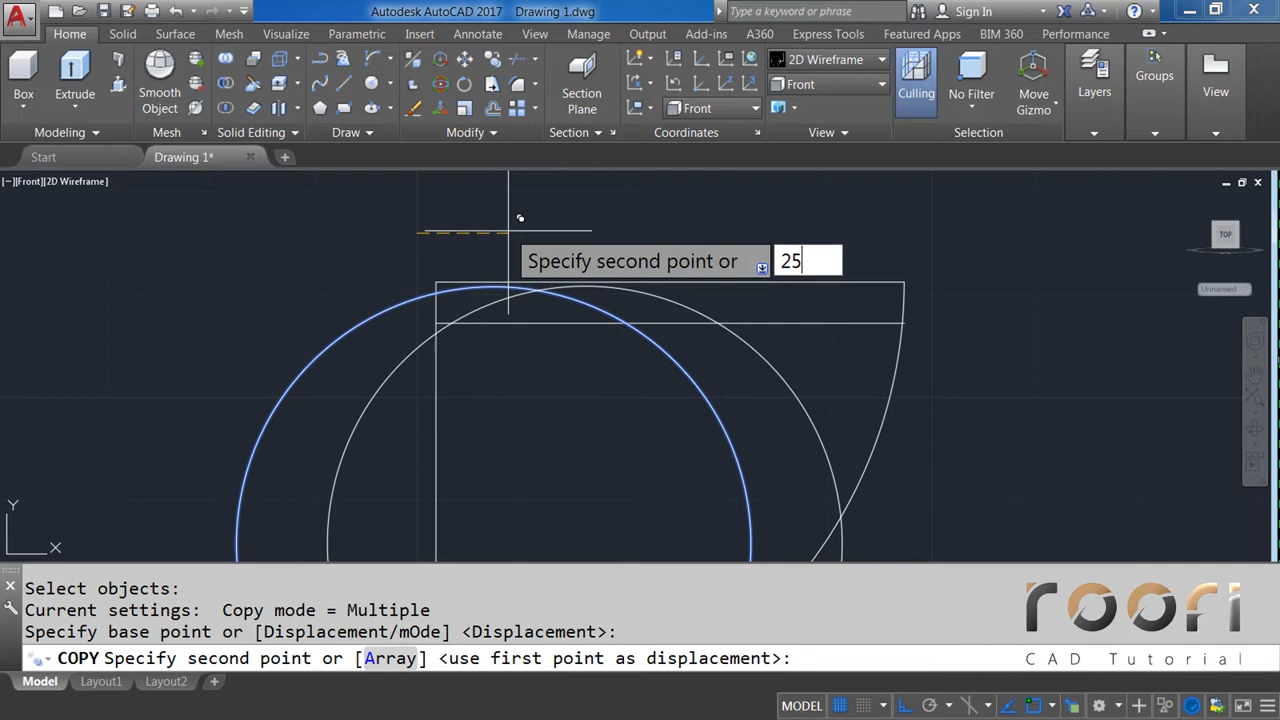 Autodesk AutoCAD 2017 Drawing 1.dwg
Type a keyword or phrase
Sign In
Home Solid Surface Mesh Visualize Parametric Insert Annotate View Manage Output Add-ins A360 Express Tools Featured Apps BIM 360 Performance
Box
Extrude
Smooth
Object
Section
Plane
2D Wireframe
Front
Front
Culling
No Filter
Move
Gizmo
Layers
Groups
View
Modeling
Mesh
Solid Editing
Draw
Modify
Section
Coordinates
View
Selection
Start
Drawing 1*
[−][Front][2D Wireframe]
TOP
Unnamed
Specify second point or 25
Y
X
Select objects:
Current settings: Copy mode = Multiple
Specify base point or [Displacement/mOde] <Displacement>:
COPY Specify second point or [Array] <use first point as displacement>:
roofi
CAD Tutorial
Model Layout1 Layout2 +
MODEL